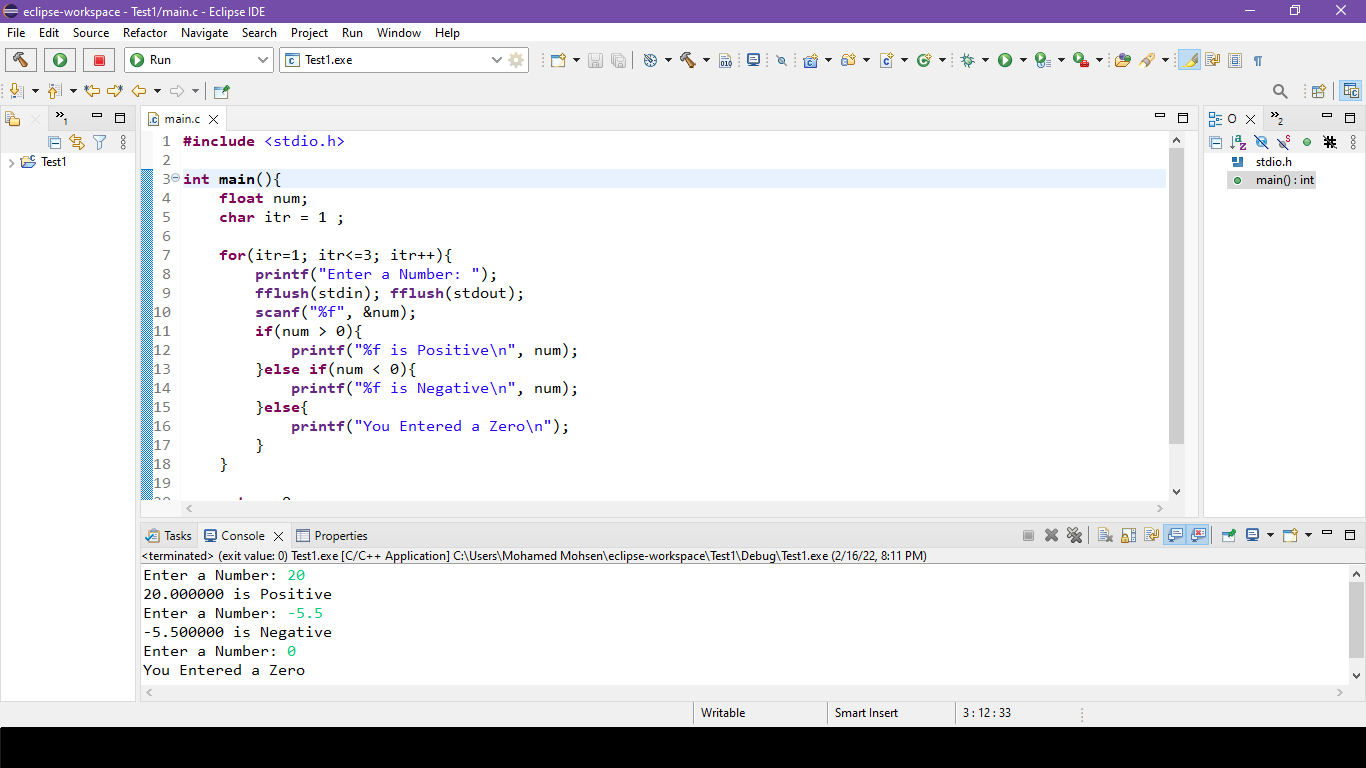 eclipse-workspace - Test1/main.c - Eclipse IDE
File Edit Source Refactor Navigate Search Project Run Window Help
Run Test1.exe
main.c
1 #include <stdio.h>
2
3 int main(){
4 float num;
5 char itr = 1 ;
6
7 for(itr=1; itr<=3; itr++){
8 printf("Enter a Number: ");
9 fflush(stdin); fflush(stdout);
10 scanf("%f", &num);
11 if(num > 0){
12 printf("%f is Positive\n", num);
13 }else if(num < 0){
14 printf("%f is Negative\n", num);
15 }else{
16 printf("You Entered a Zero\n");
17 }
18 }
19
Test1
O
stdio.h
main() : int
Tasks Console Properties
<terminated> (exit value: 0) Test1.exe [C/C++ Application] C:\Users\Mohamed Mohsen\eclipse-workspace\Test1\Debug\Test1.exe (2/16/22, 8:11 PM)
Enter a Number: 20
20.000000 is Positive
Enter a Number: -5.5
-5.500000 is Negative
Enter a Number: 0
You Entered a Zero
Writable Smart Insert 3 : 12 : 33